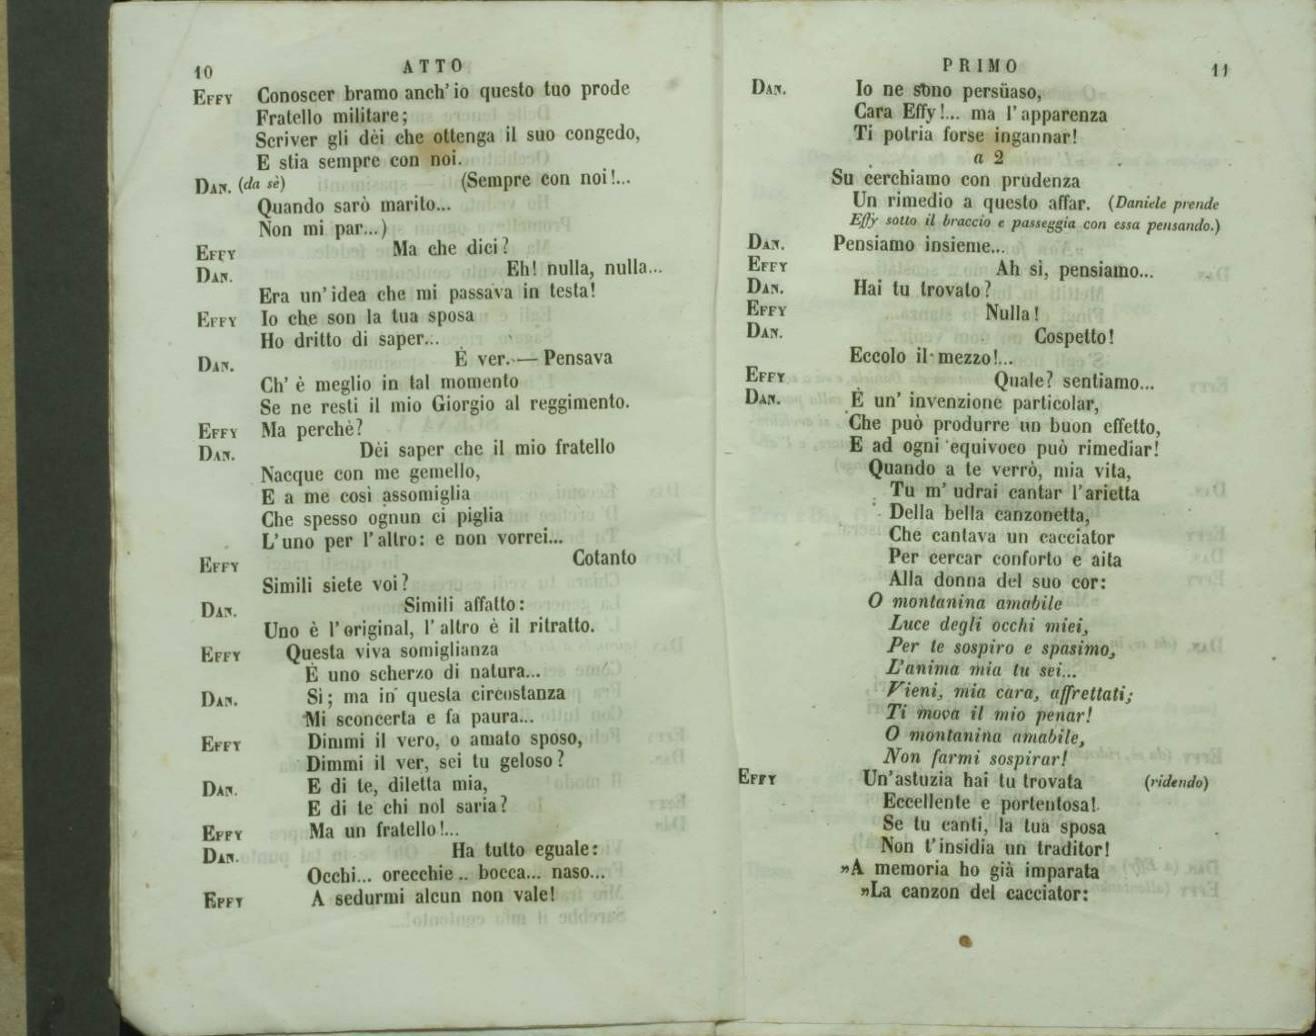 10 ATTO
EFFY Conoscer bramo anch' io questo tuo prode
Fratello militare;
Scriver gli dèi che ottenga il suo congedo,
E stia sempre con noi.
DAN. (da sè) (Sempre con noi!...
Quando sarò marito...
Non mi par...)
EFFY Ma che dici?
DAN. Eh! nulla, nulla...
Era un' idea che mi passava in testa!
EFFY Io che son la tua sposa
Ho dritto di saper...
DAN. È ver. — Pensava
Ch' è meglio in tal momento
Se ne resti il mio Giorgio al reggimento.
EFFY Ma perchè?
DAN. Dèi saper che il mio fratello
Nacque con me gemello,
E a me così assomiglia
Che spesso ognun ci piglia
L'uno per l'altro: e non vorrei...
EFFY Cotanto
Simili siete voi?
DAN. Simili affatto:
Uno è l'original, l'altro è il ritratto.
EFFY Questa viva somiglianza
È uno scherzo di natura...
DAN. Si; ma in questa circostanza
Mi sconcerta e fa paura...
EFFY Dimmi il vero, o amato sposo,
Dimmi il ver, sei tu geloso?
DAN. E di te, diletta mia,
E di te chi nol saria?
EFFY Ma un fratello!...
DAN. Ha tutto eguale:
Occhi... orecchie .. bocca... naso...
EFFY A sedurmi alcun non vale!
PRIMO 11
DAN. Io ne sono persüaso,
Cara Effy!... ma l'apparenza
Ti potria forse ingannar!
a 2
Su cerchiamo con prudenza
Un rimedio a questo affar. (Daniele prende
Effy sotto il braccio e passeggia con essa pensando.)
DAN. Pensiamo insieme...
EFFY Ah sì, pensiamo...
DAN. Hai tu trovato?
EFFY Nulla!
DAN. Cospetto!
Eccolo il mezzo!...
EFFY Quale? sentiamo...
DAN. È un' invenzione particolar,
Che può produrre un buon effetto,
E ad ogni equivoco può rimediar!
Quando a te verrò, mia vita,
Tu m' udrai cantar l'arietta
Della bella canzonetta,
Che cantava un cacciator
Per cercar conforto e aita
Alla donna del suo cor:
O montanina amabile
Luce degli occhi miei,
Per te sospiro e spasimo,
L'anima mia tu sei...
Vieni, mia cara, affrettati;
Ti mova il mio penar!
O montanina amabile,
Non farmi sospirar!
EFFY Un'astuzia hai tu trovata (ridendo)
Eccellente e portentosa!
Se tu canti, la tua sposa
Non t'insidia un traditor!
»A memoria ho già imparata
»La canzon del cacciator: